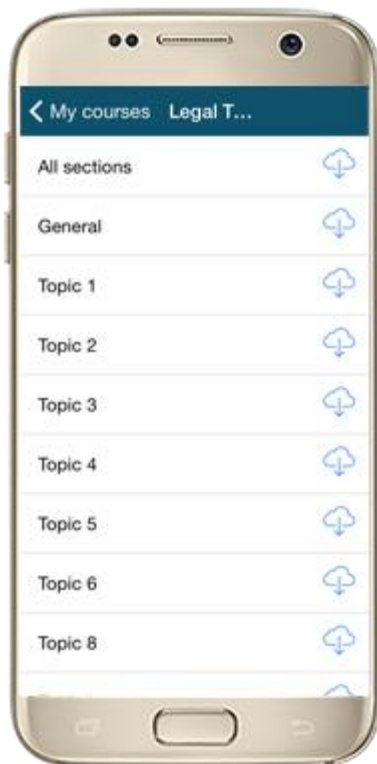 My courses Legal T...
All sections
General
Topic 1
Topic 2
Topic 3
Topic 4
Topic 5
Topic 6
Topic 8